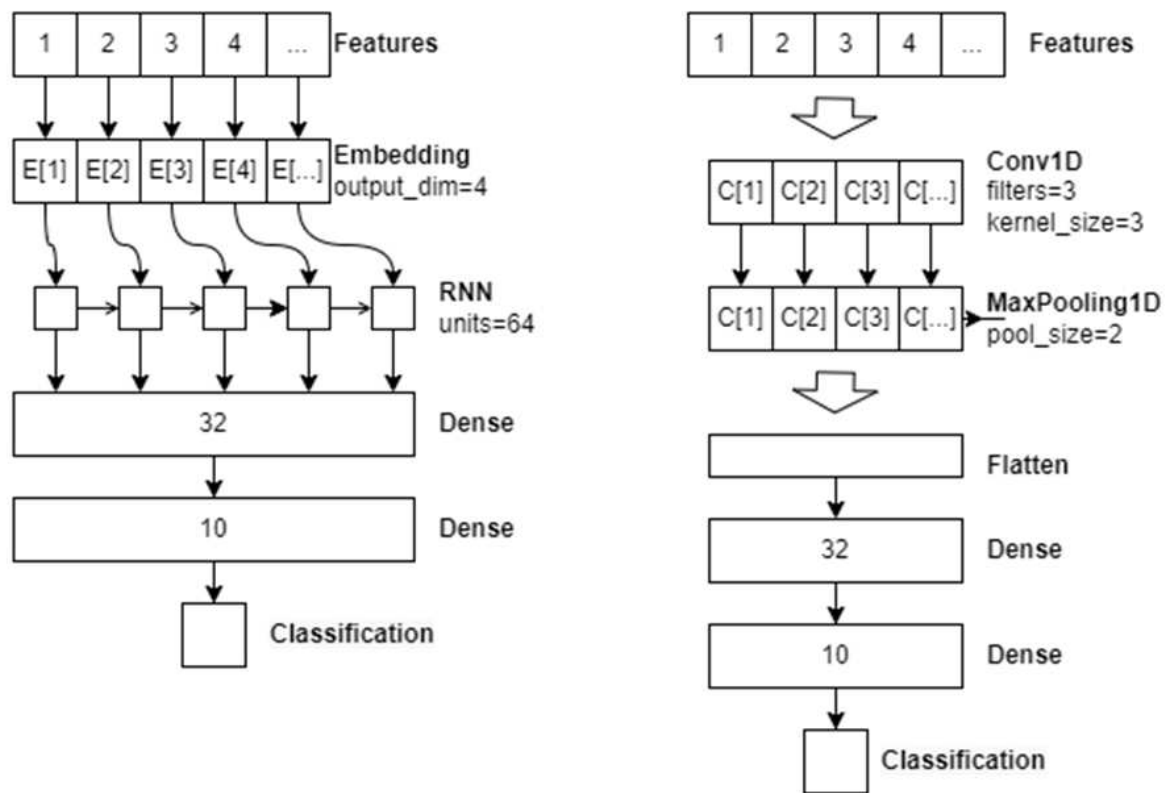 1 2 3 4 ... Features
E[1] E[2] E[3] E[4] E[...] Embedding
output_dim=4
RNN
units=64
32 Dense
10 Dense
Classification
1 2 3 4 ... Features
C[1] C[2] C[3] C[...] Conv1D
filters=3
kernel_size=3
C[1] C[2] C[3] C[...] MaxPooling1D
pool_size=2
Flatten
32 Dense
10 Dense
Classification